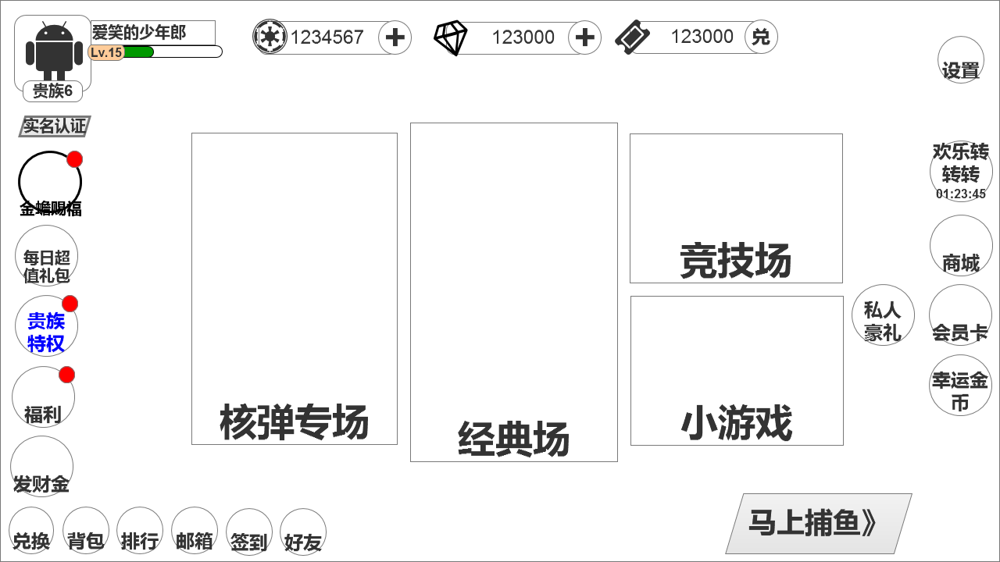 爱笑的少年郎
Lv.15
贵族6
1234567
123000
123000
兑
设置
实名认证
金蟾赐福
每日超
值礼包
贵族
特权
福利
发财金
核弹专场
经典场
竞技场
小游戏
私人
豪礼
欢乐转
转转
01:23:45
商城
会员卡
幸运金
币
兑换
背包
排行
邮箱
签到
好友
马上捕鱼》